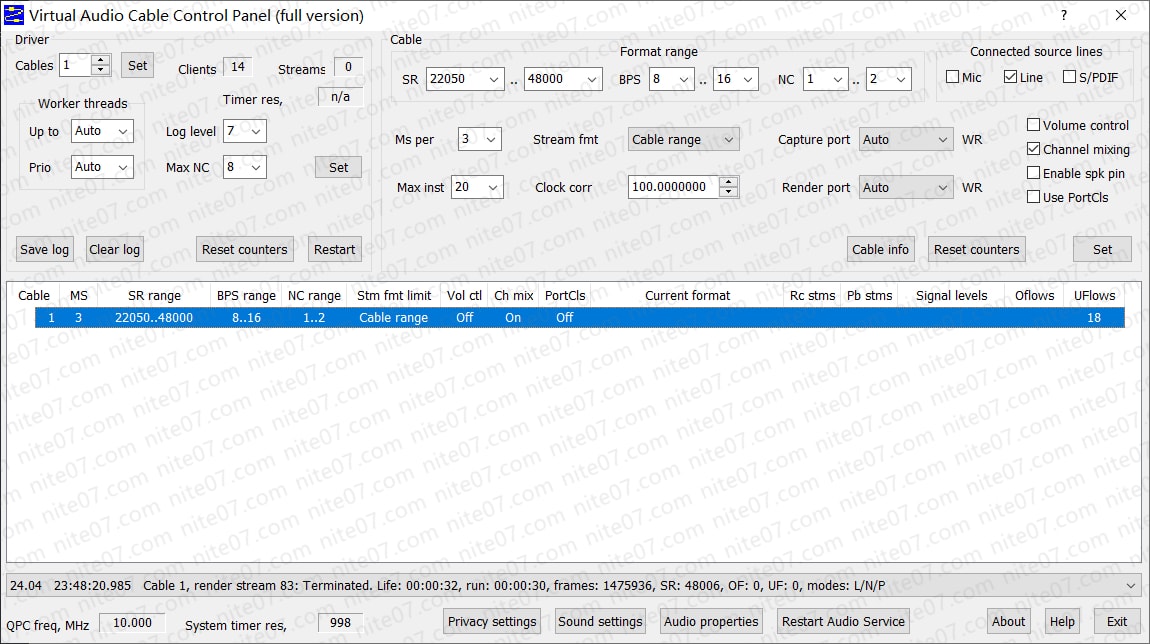 Virtual Audio Cable Control Panel (full version)
?
Driver
Cables 1 Set Clients 14 Streams 0
Worker threads
Timer res, n/a
Up to Auto Log level 7
Prio Auto Max NC 8 Set
Save log Clear log Reset counters Restart
Cable
Format range
SR 22050 .. 48000 BPS 8 .. 16 NC 1 .. 2
Connected source lines
Mic Line S/PDIF
Ms per 3 Stream fmt Cable range Capture port Auto WR
Max inst 20 Clock corr 100.0000000 Render port Auto WR
Volume control
Channel mixing
Enable spk pin
Use PortCls
Cable info Reset counters Set
Cable MS SR range BPS range NC range Stm fmt limit Vol ctl Ch mix PortCls Current format Rc stms Pb stms Signal levels Oflows UFlows
1 3 22050..48000 8..16 1..2 Cable range Off On Off 18
24.04 23:48:20.985 Cable 1, render stream 83: Terminated. Life: 00:00:32, run: 00:00:30, frames: 1475936, SR: 48006, OF: 0, UF: 0, modes: L/N/P
QPC freq, MHz 10.000 System timer res, 998 Privacy settings Sound settings Audio properties Restart Audio Service About Help Exit
nite07.com